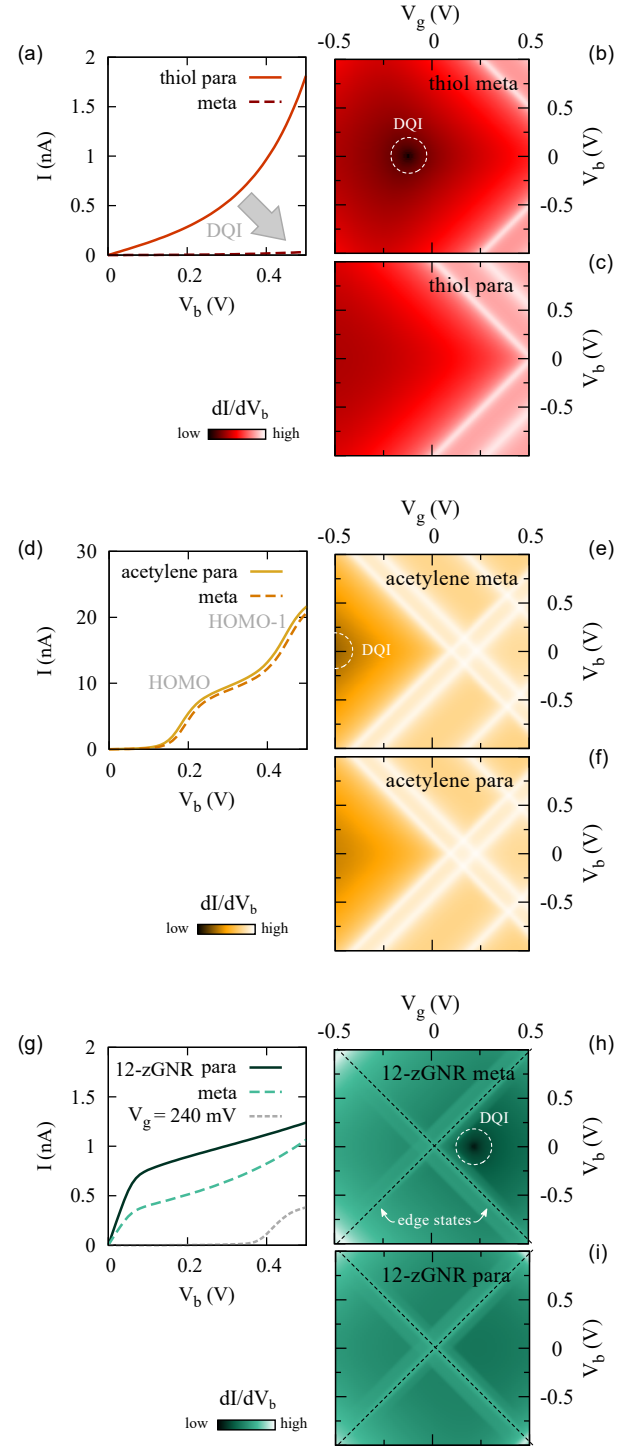 (a)
I (nA)
2
1.5
1
0.5
0
thiol para
meta
DQI
0
0.2
0.4
V_b (V)
V_g (V)
-0.5
0
0.5
(b)
thiol meta
DQI
0.5
0
-0.5
V_b (V)
(c)
thiol para
0.5
0
-0.5
V_b (V)
dI/dV_b
low
high
(d)
I (nA)
30
20
10
0
acetylene para
meta
HOMO-1
HOMO
0
0.2
0.4
V_b (V)
V_g (V)
-0.5
0
0.5
(e)
acetylene meta
DQI
0.5
0
-0.5
V_b (V)
(f)
acetylene para
0.5
0
-0.5
V_b (V)
dI/dV_b
low
high
(g)
I (nA)
2
1.5
1
0.5
0
12-zGNR para
meta
V_g = 240 mV
0
0.2
0.4
V_b (V)
V_g (V)
-0.5
0
0.5
(h)
12-zGNR meta
DQI
edge states
0.5
0
-0.5
V_b (V)
(i)
12-zGNR para
0.5
0
-0.5
V_b (V)
dI/dV_b
low
high